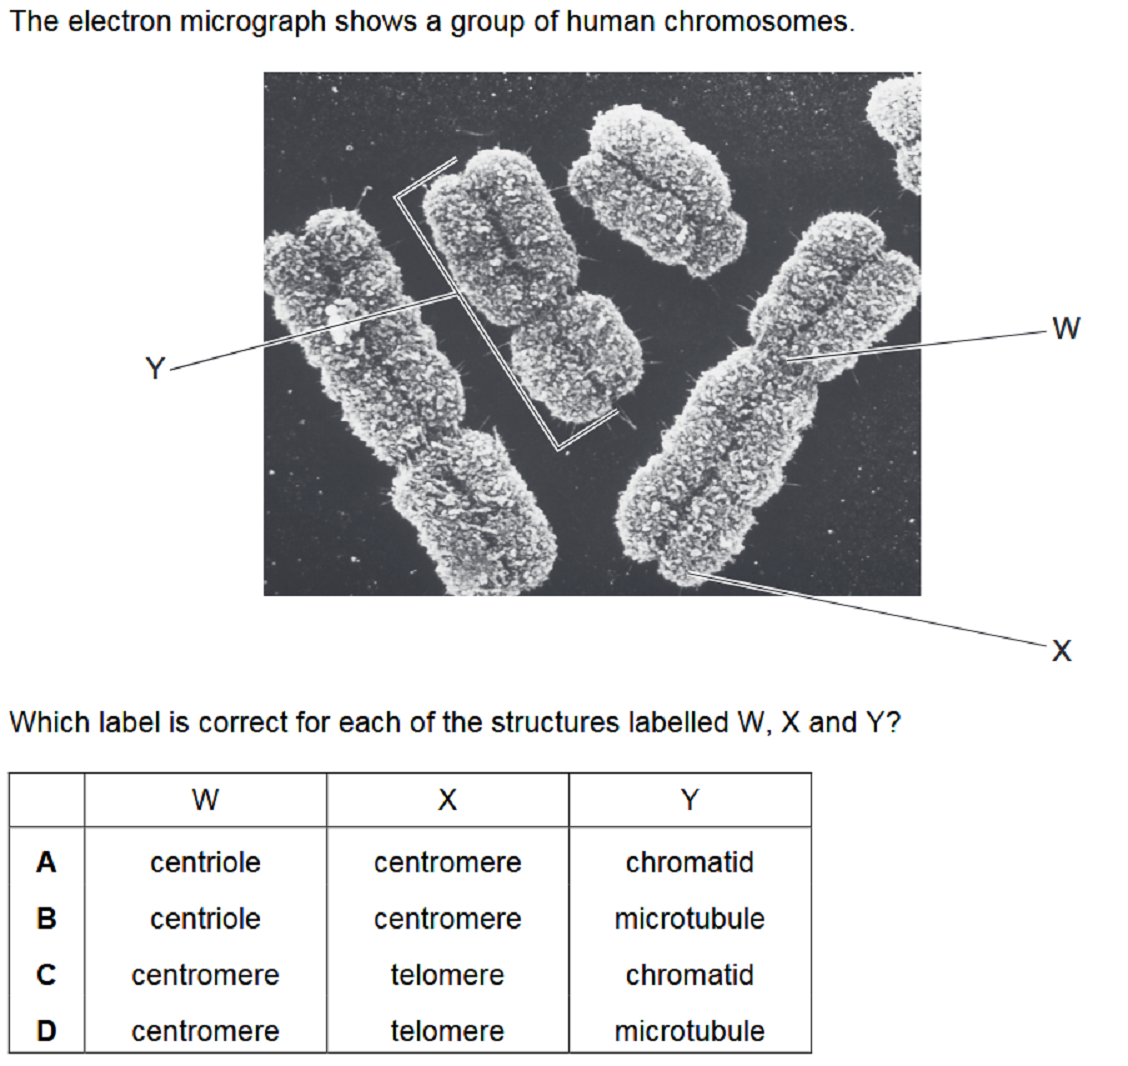 The electron micrograph shows a group of human chromosomes.
Y
W
X
Which label is correct for each of the structures labelled W, X and Y?
W X Y
A centriole centromere chromatid
B centriole centromere microtubule
C centromere telomere chromatid
D centromere telomere microtubule